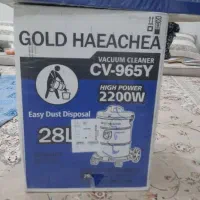 GOLD HAEACHEA
VACUUM CLEANER
CV-965Y
HIGH POWER
2200W
Easy Dust Disposal
28L